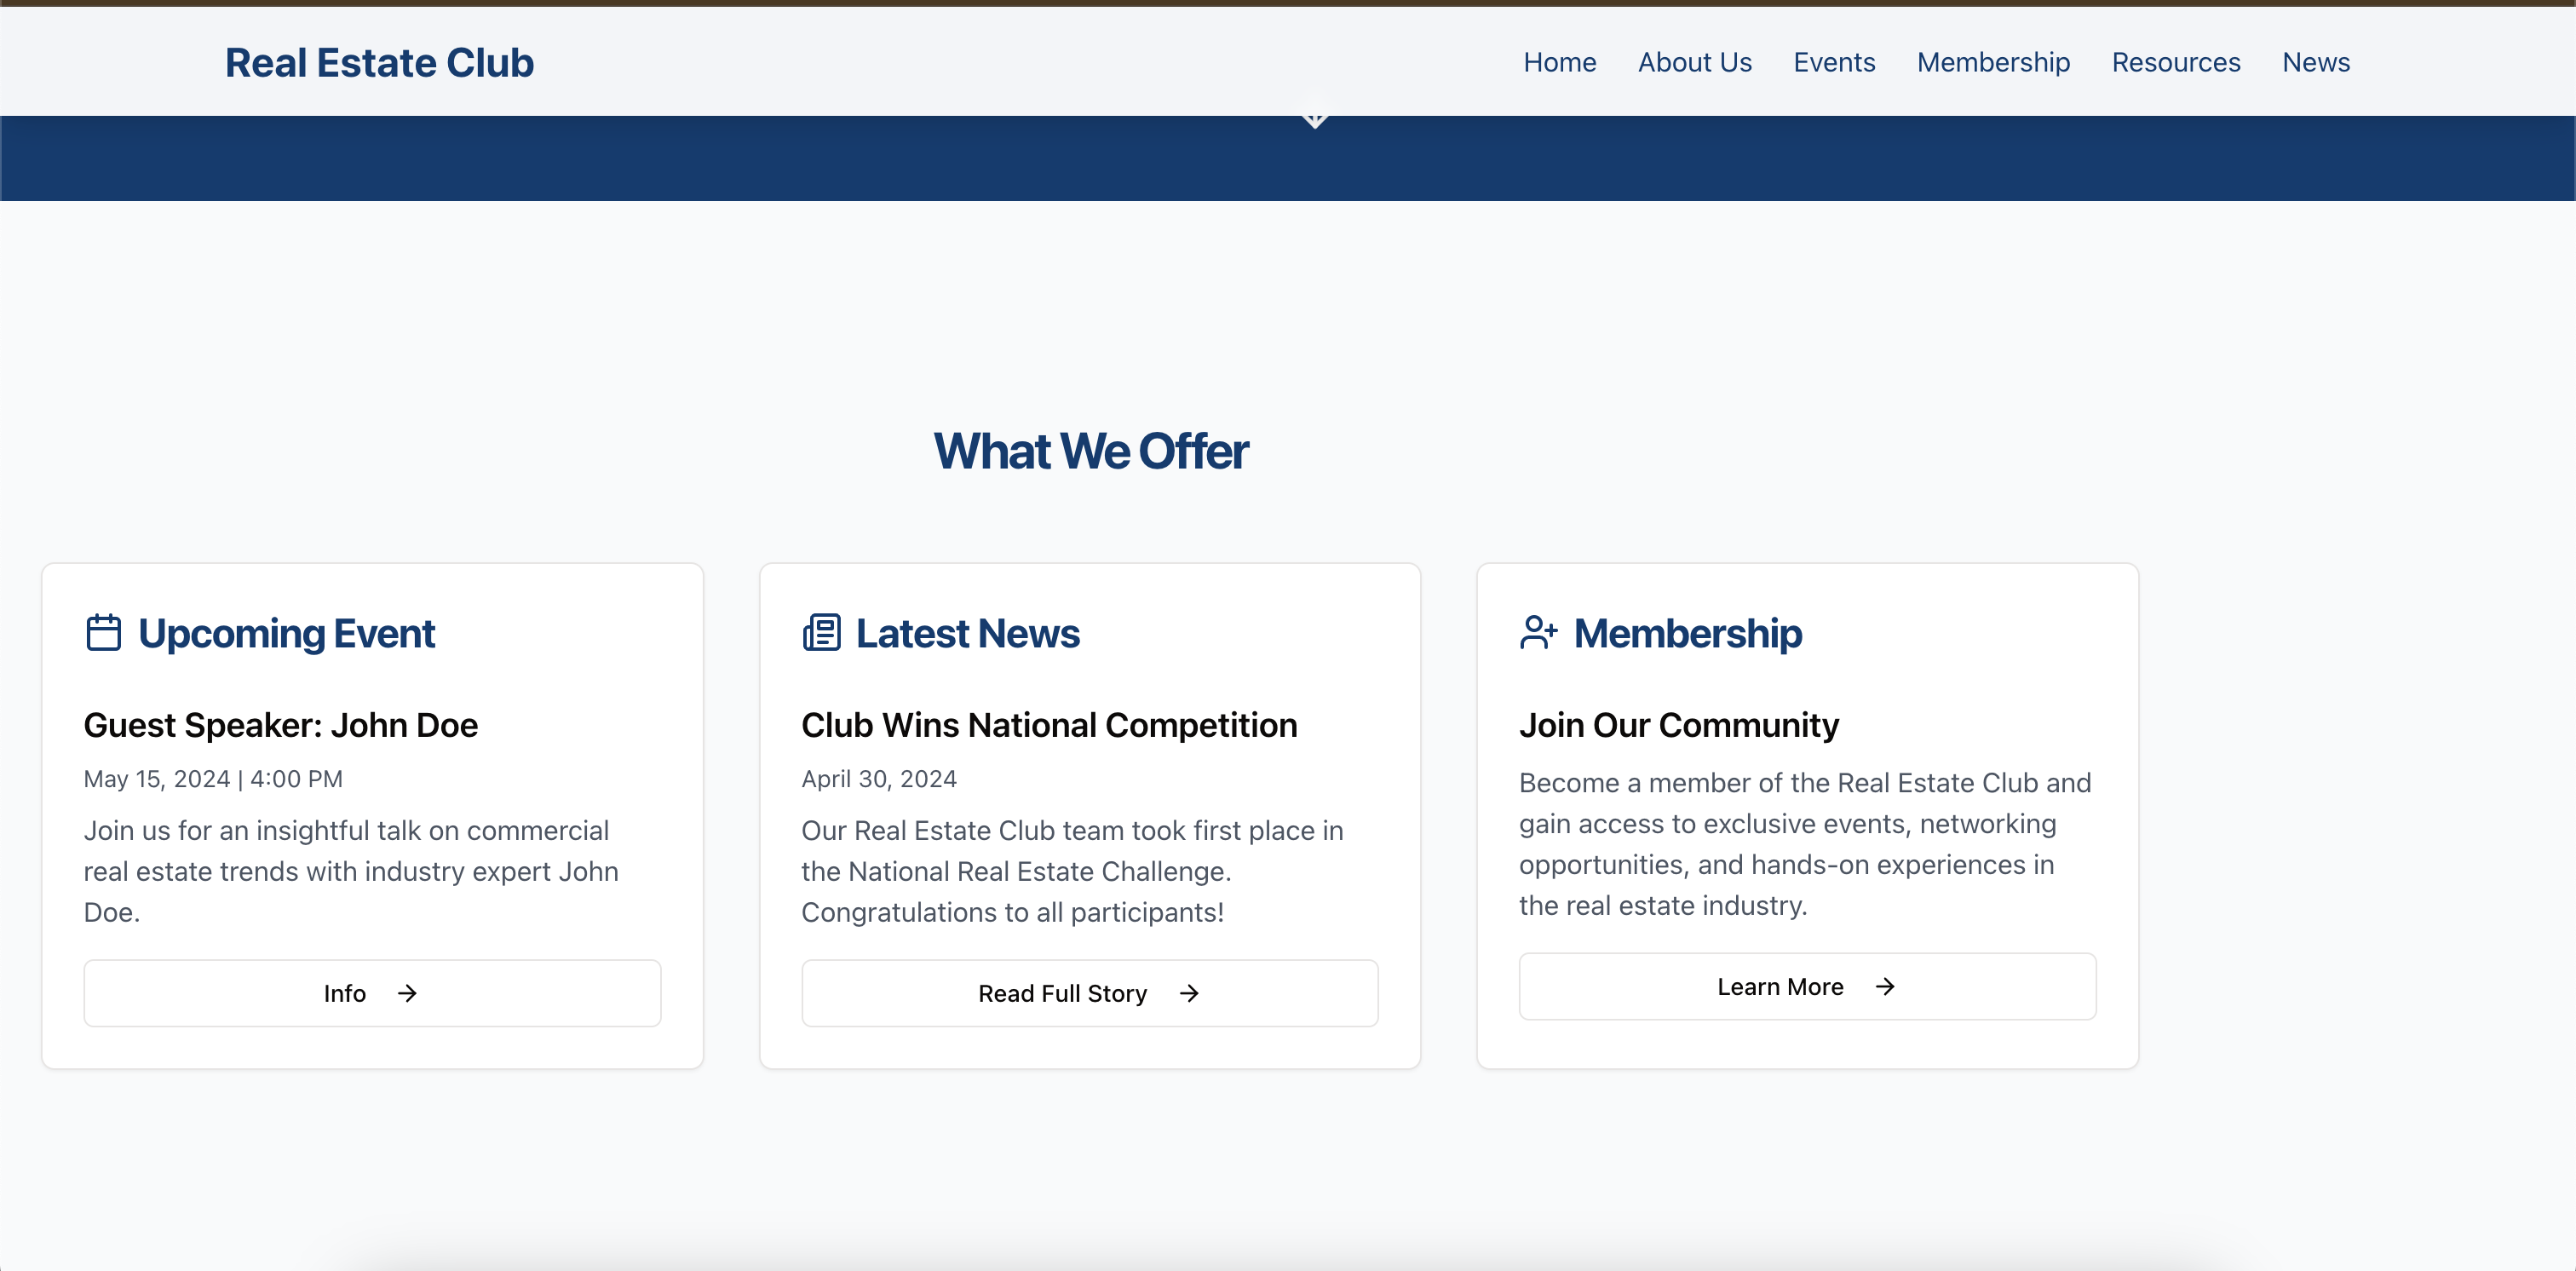 Real Estate Club
Home About Us Events Membership Resources News
What We Offer
Upcoming Event
Guest Speaker: John Doe
May 15, 2024 | 4:00 PM
Join us for an insightful talk on commercial
real estate trends with industry expert John
Doe.
Info
Latest News
Club Wins National Competition
April 30, 2024
Our Real Estate Club team took first place in
the National Real Estate Challenge.
Congratulations to all participants!
Read Full Story
Membership
Join Our Community
Become a member of the Real Estate Club and
gain access to exclusive events, networking
opportunities, and hands-on experiences in
the real estate industry.
Learn More